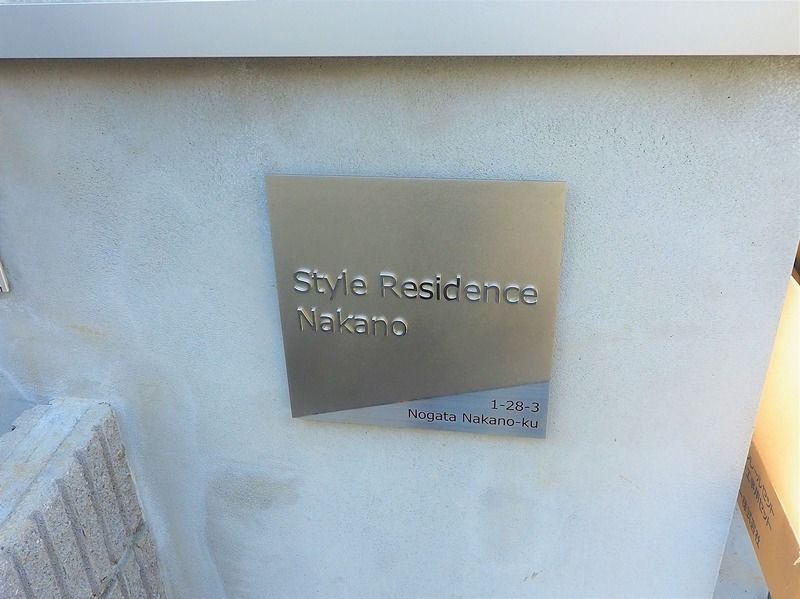 Style Residence
Nakano
1-28-3
Nogata Nakano-ku